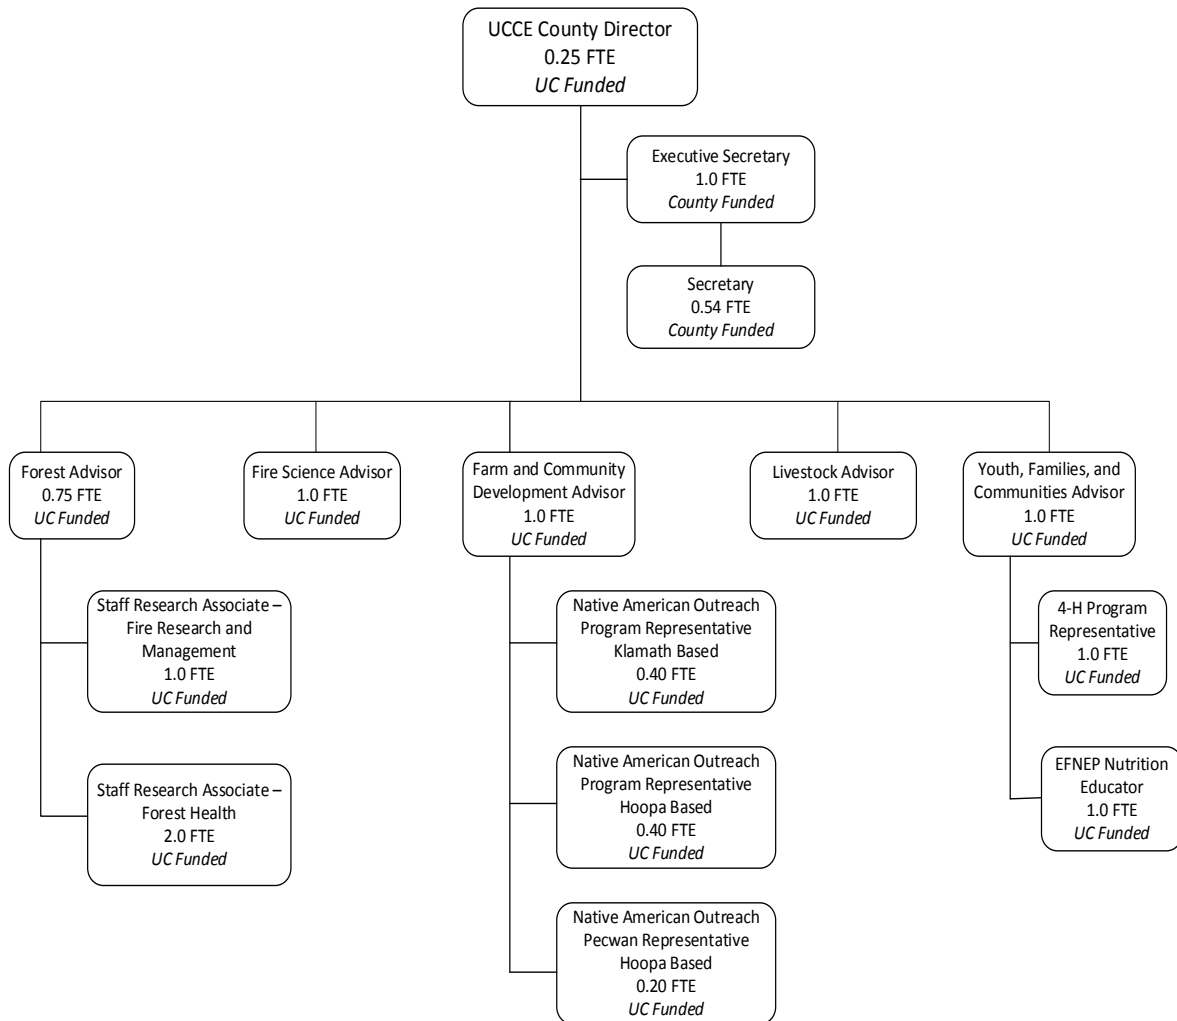 UCCE County Director
0.25 FTE
UC Funded
Executive Secretary
1.0 FTE
County Funded
Secretary
0.54 FTE
County Funded
Forest Advisor
0.75 FTE
UC Funded
Fire Science Advisor
1.0 FTE
UC Funded
Farm and Community
Development Advisor
1.0 FTE
UC Funded
Livestock Advisor
1.0 FTE
UC Funded
Youth, Families, and
Communities Advisor
1.0 FTE
UC Funded
Staff Research Associate –
Fire Research and
Management
1.0 FTE
UC Funded
Staff Research Associate –
Forest Health
2.0 FTE
UC Funded
Native American Outreach
Program Representative
Klamath Based
0.40 FTE
UC Funded
Native American Outreach
Program Representative
Hoopa Based
0.40 FTE
UC Funded
Native American Outreach
Pecwan Representative
Hoopa Based
0.20 FTE
UC Funded
4-H Program
Representative
1.0 FTE
UC Funded
EFNEP Nutrition
Educator
1.0 FTE
UC Funded